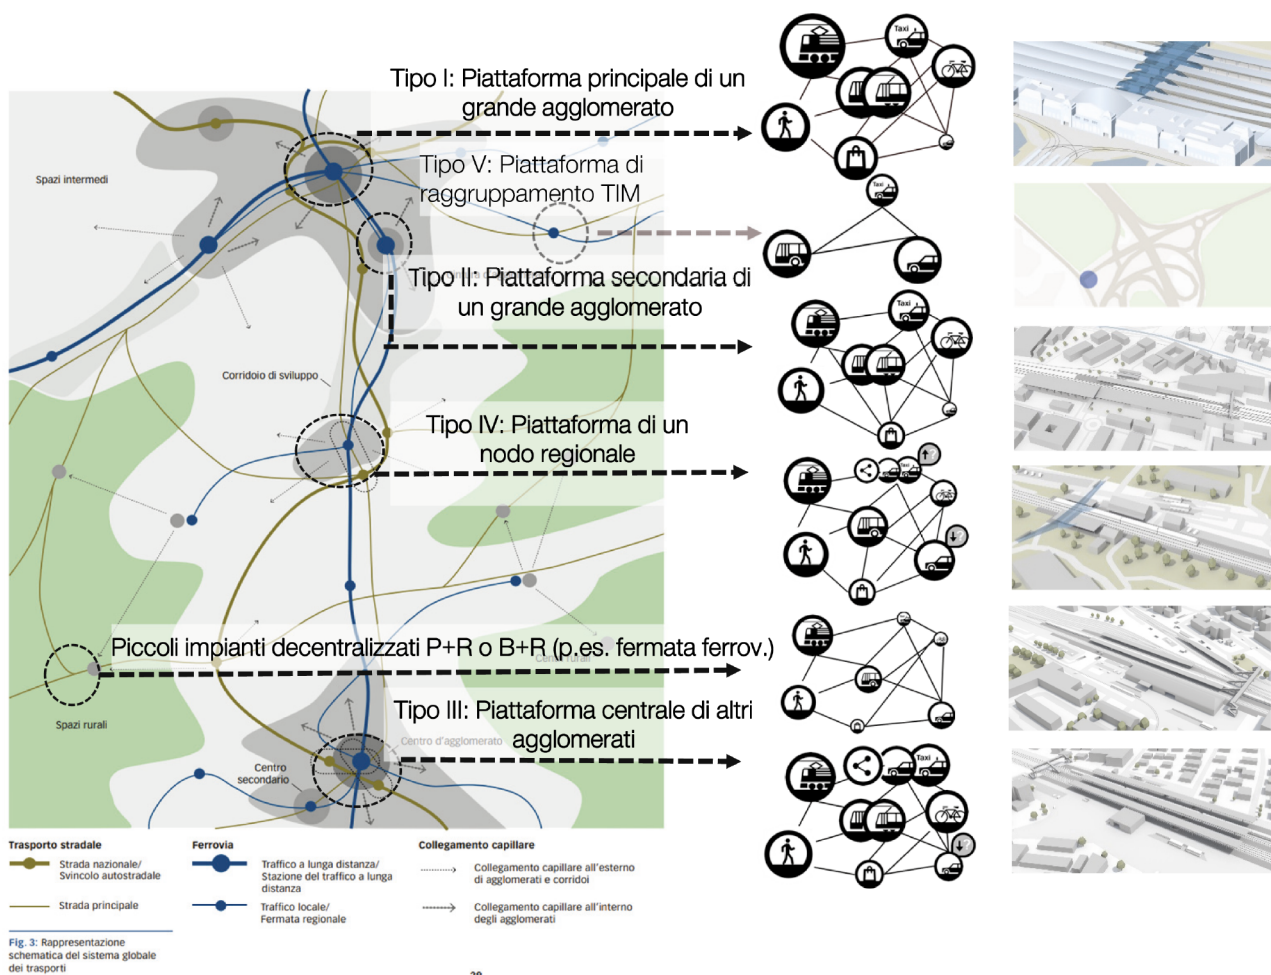 Tipo I: Piattaforma principale di un
grande agglomerato
Tipo V: Piattaforma di
raggruppamento TIM
Tipo II: Piattaforma secondaria di
un grande agglomerato
Tipo IV: Piattaforma di un
nodo regionale
Piccoli impianti decentralizzati P+R o B+R (p.es. fermata ferrov.)
Tipo III: Piattaforma centrale di altri
agglomerati
Spazi intermedi
Corridoio di sviluppo
Spazi rurali
Centro d'agglomerato
Centro
secondario
Taxi
Taxi
Taxi
Taxi
Taxi
Trasporto stradale
Strada nazionale/
Svincolo autostradale
Strada principale
Ferrovia
Traffico a lunga distanza/
Stazione del traffico a lunga
distanza
Traffico locale/
Fermata regionale
Collegamento capillare
Collegamento capillare all'esterno
di agglomerati e corridoi
Collegamento capillare all'interno
degli agglomerati
Fig. 3: Rappresentazione
schematica del sistema globale
dei trasporti